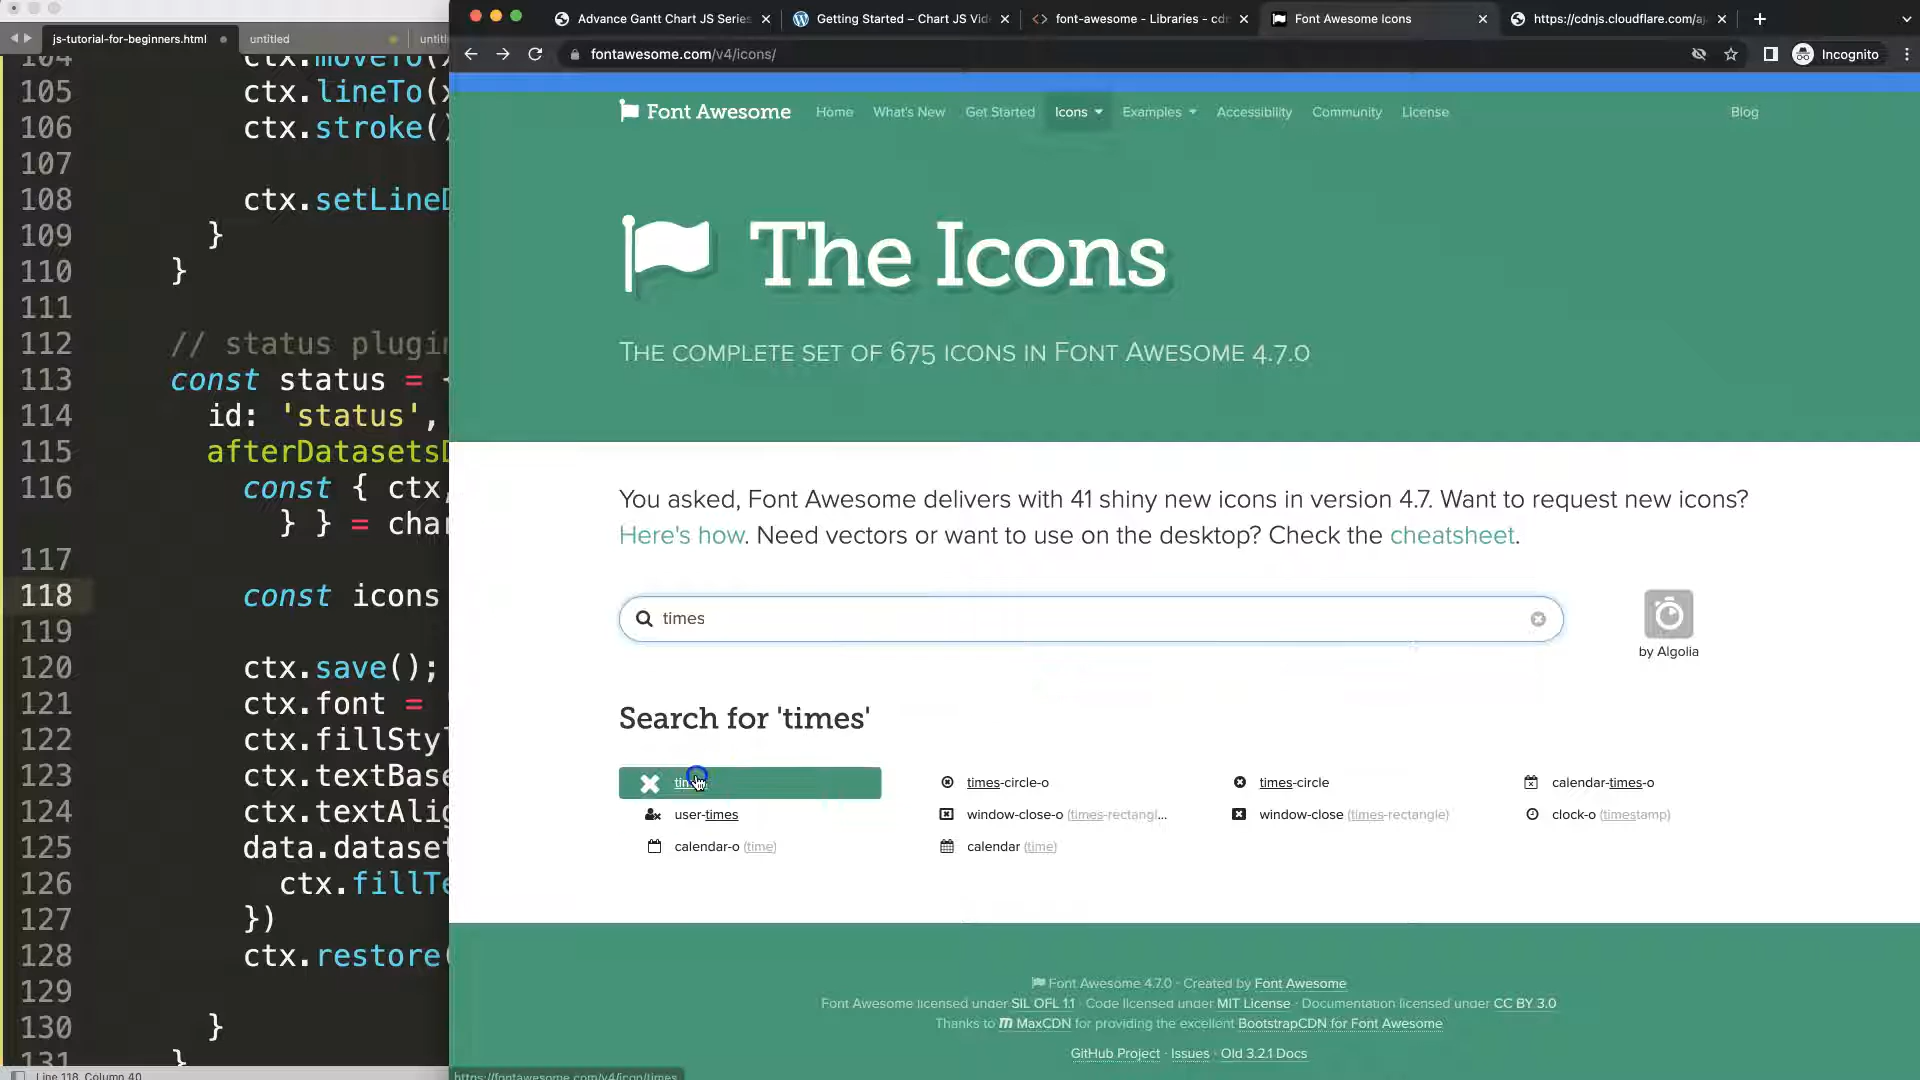 Advance Gantt Chart JS Series
Getting Started – Chart JS Vid
font-awesome - Libraries - cdn
Font Awesome Icons
https://cdnjs.cloudflare.com/aj
js-tutorial-for-beginners.html
untitled
fontawesome.com/v4/icons/
Incognito
Font Awesome
Home
What's New
Get Started
Icons
Examples
Accessibility
Community
License
Blog
The Icons
The complete set of 675 icons in Font Awesome 4.7.0
You asked, Font Awesome delivers with 41 shiny new icons in version 4.7. Want to request new icons?
Here's how. Need vectors or want to use on the desktop? Check the cheatsheet.
times
by Algolia
Search for 'times'
times-circle-o
times-circle
calendar-times-o
user-times
window-close-o (times-rectangl...
window-close (times-rectangle)
clock-o (timestamp)
calendar-o (time)
calendar (time)
Font Awesome 4.7.0 · Created by Font Awesome
Font Awesome licensed under SIL OFL 1.1 · Code licensed under MIT License · Documentation licensed under CC BY 3.0
Thanks to MaxCDN for providing the excellent BootstrapCDN for Font Awesome
GitHub Project · Issues · Old 3.2.1 Docs
https://fontawesome.com/v4/icon/times
104 ctx.moveTo(
105 ctx.lineTo(
106 ctx.stroke()
107
108 ctx.setLineD
109 }
110 }
111
112 // status plugin
113 const status = {
114 id: 'status',
115 afterDatasetsD
116 const { ctx,
} } = char
117
118 const icons
119
120 ctx.save();
121 ctx.font =
122 ctx.fillSty
123 ctx.textBase
124 ctx.textAlig
125 data.dataset
126 ctx.fillTe
127 })
128 ctx.restore(
129
130 }
131 }
Line 118, Column 40